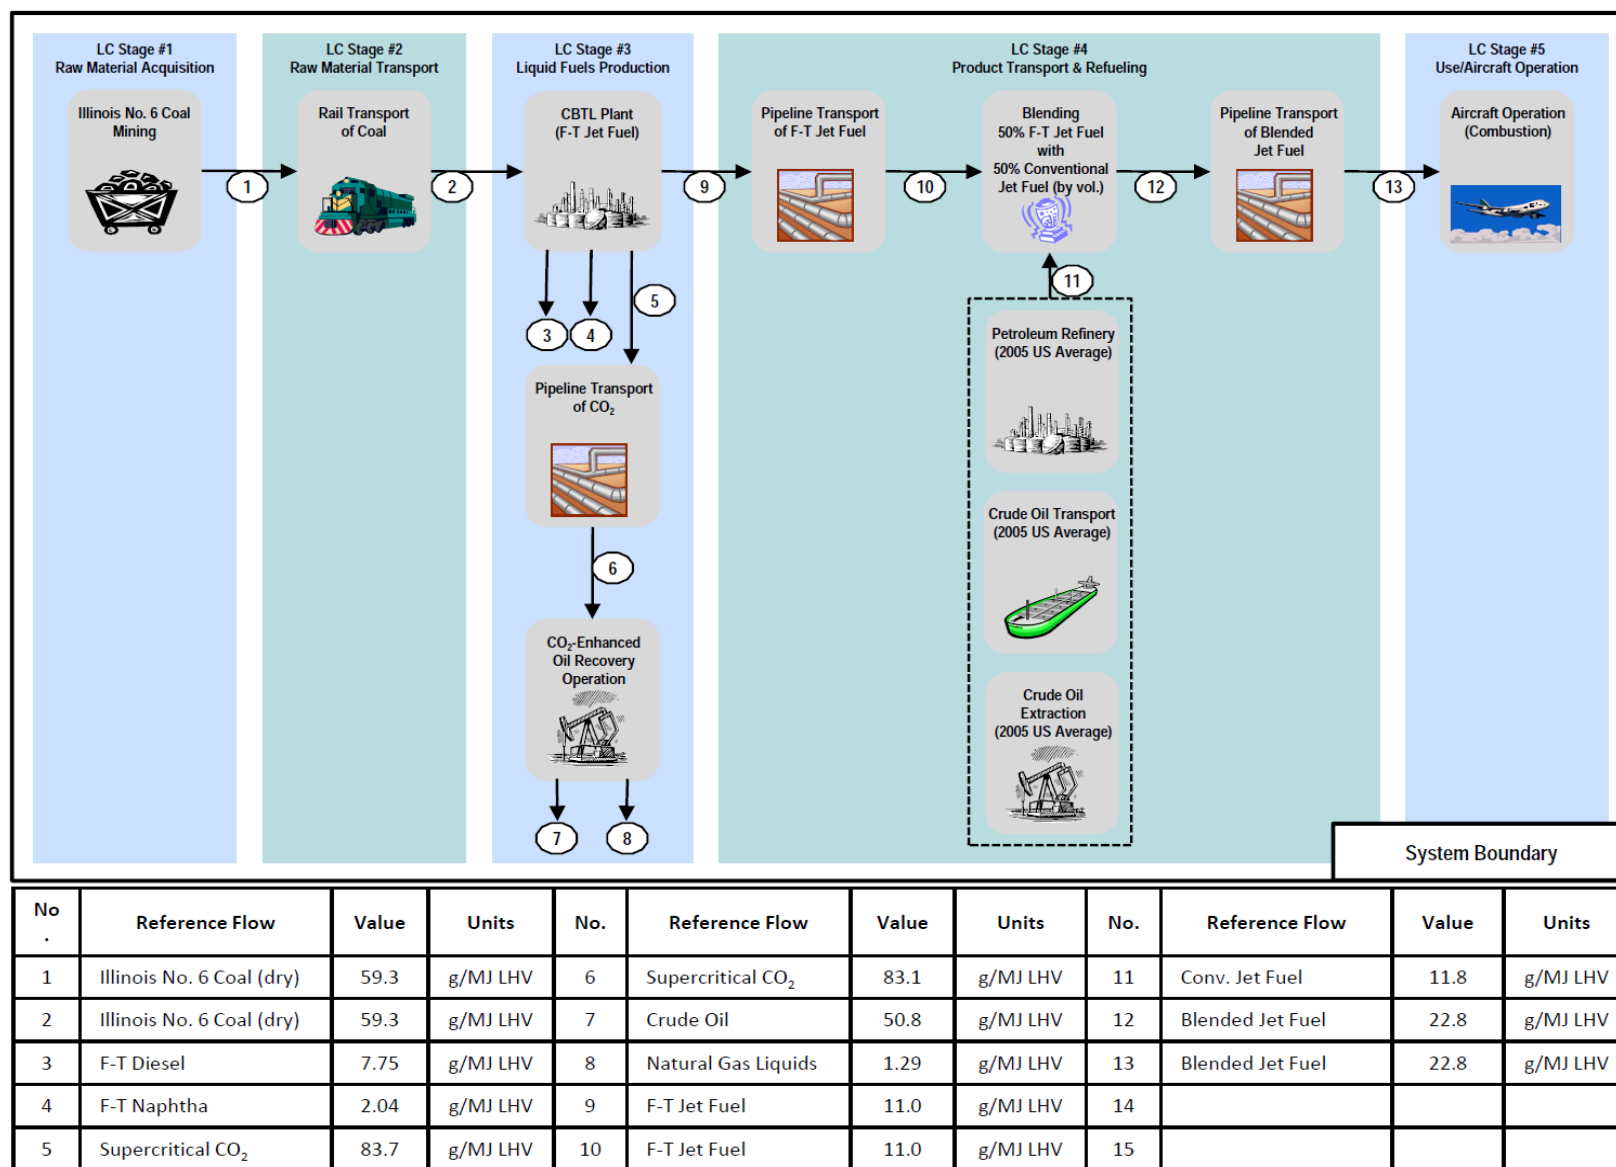 LC Stage #1
Raw Material Acquisition
LC Stage #2
Raw Material Transport
LC Stage #3
Liquid Fuels Production
LC Stage #4
Product Transport & Refueling
LC Stage #5
Use/Aircraft Operation
Illinois No. 6 Coal
Mining
Rail Transport
of Coal
CBTL Plant
(F-T Jet Fuel)
Pipeline Transport
of F-T Jet Fuel
Blending
50% F-T Jet Fuel
with
50% Conventional
Jet Fuel (by vol.)
Pipeline Transport
of Blended
Jet Fuel
Aircraft Operation
(Combustion)
1
2
9
10
12
13
11
3
4
5
Pipeline Transport
of CO₂
6
CO₂-Enhanced
Oil Recovery
Operation
7
8
Petroleum Refinery
(2005 US Average)
Crude Oil Transport
(2005 US Average)
Crude Oil
Extraction
(2005 US Average)
System Boundary
No. Reference Flow Value Units No. Reference Flow Value Units No. Reference Flow Value Units
1 Illinois No. 6 Coal (dry) 59.3 g/MJ LHV 6 Supercritical CO₂ 83.1 g/MJ LHV 11 Conv. Jet Fuel 11.8 g/MJ LHV
2 Illinois No. 6 Coal (dry) 59.3 g/MJ LHV 7 Crude Oil 50.8 g/MJ LHV 12 Blended Jet Fuel 22.8 g/MJ LHV
3 F-T Diesel 7.75 g/MJ LHV 8 Natural Gas Liquids 1.29 g/MJ LHV 13 Blended Jet Fuel 22.8 g/MJ LHV
4 F-T Naphtha 2.04 g/MJ LHV 9 F-T Jet Fuel 11.0 g/MJ LHV 14
5 Supercritical CO₂ 83.7 g/MJ LHV 10 F-T Jet Fuel 11.0 g/MJ LHV 15